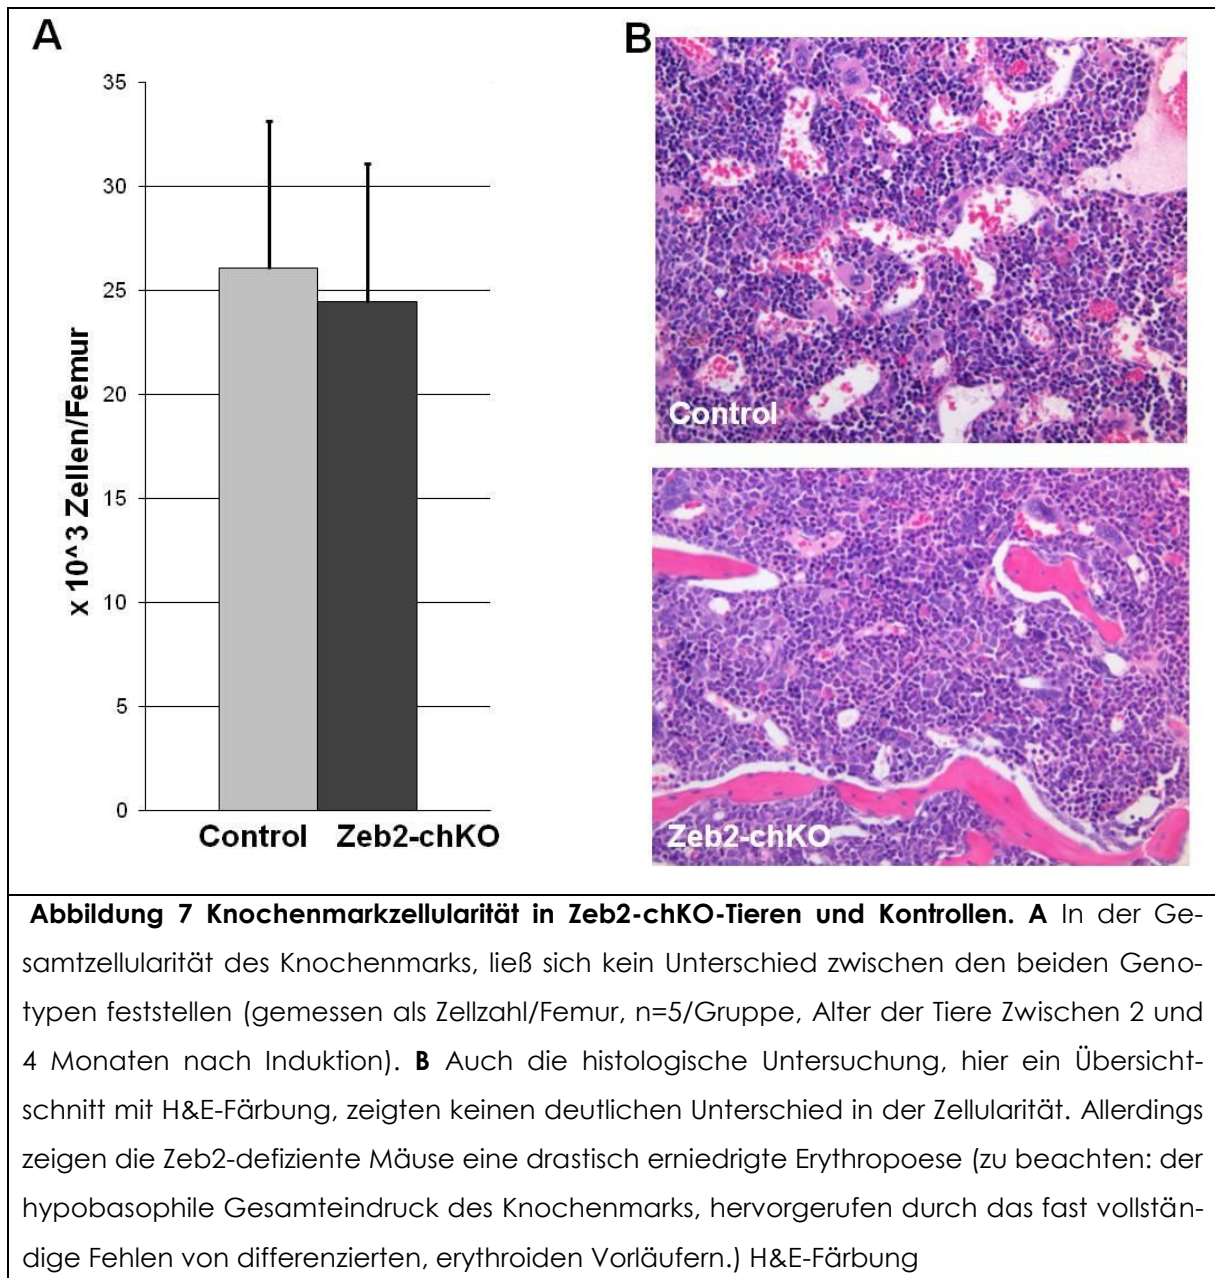 A
B
35
30
25
20
15
10
5
0
x 10^3 Zellen/Femur
Control
Zeb2-chKO
Control
Zeb2-chKO
Abbildung 7 Knochenmarkzellularität in Zeb2-chKO-Tieren und Kontrollen. A In der Ge-
samtzellularität des Knochenmarks, ließ sich kein Unterschied zwischen den beiden Geno-
typen feststellen (gemessen als Zellzahl/Femur, n=5/Gruppe, Alter der Tiere Zwischen 2 und
4 Monaten nach Induktion). B Auch die histologische Untersuchung, hier ein Übersicht-
schnitt mit H&E-Färbung, zeigten keinen deutlichen Unterschied in der Zellularität. Allerdings
zeigen die Zeb2-defiziente Mäuse eine drastisch erniedrigte Erythropoese (zu beachten: der
hypobasophile Gesamteindruck des Knochenmarks, hervorgerufen durch das fast vollstän-
dige Fehlen von differenzierten, erythroiden Vorläufern.) H&E-Färbung